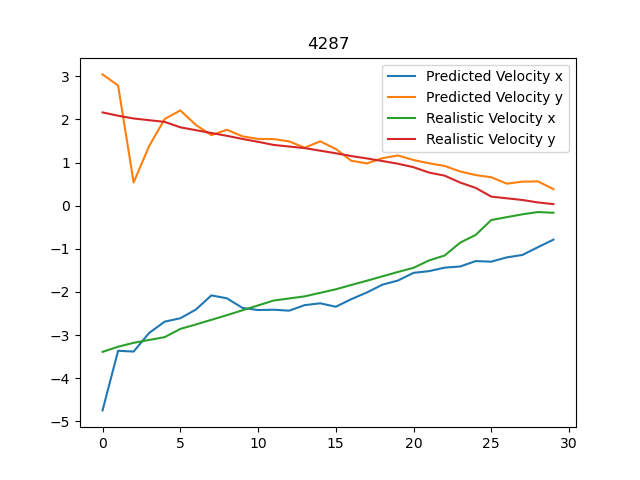 4287
Predicted Velocity x
Predicted Velocity y
Realistic Velocity x
Realistic Velocity y
3
2
1
0
−1
−2
−3
−4
−5
0 5 10 15 20 25 30